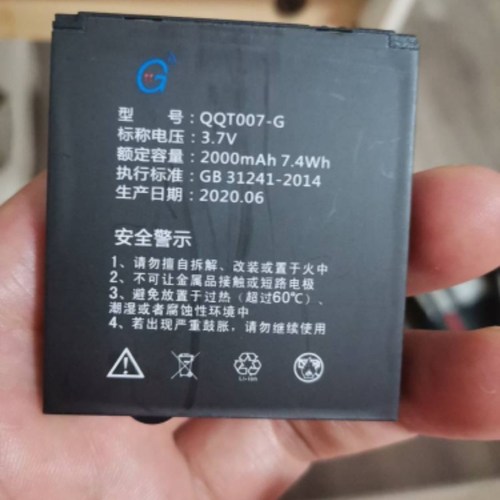 G
型 号：QQT007-G
标称电压：3.7V
额定容量：2000mAh 7.4Wh
执行标准：GB 31241-2014
生产日期：2020.06
安全警示
1、请勿擅自拆解、改装或置于火中
2、不可让金属品接触或短路电极
3、避免放置于过热（超过60℃）、
潮湿或者腐蚀性环境中
4、若出现严重鼓胀，请勿继续使用
Li-ion